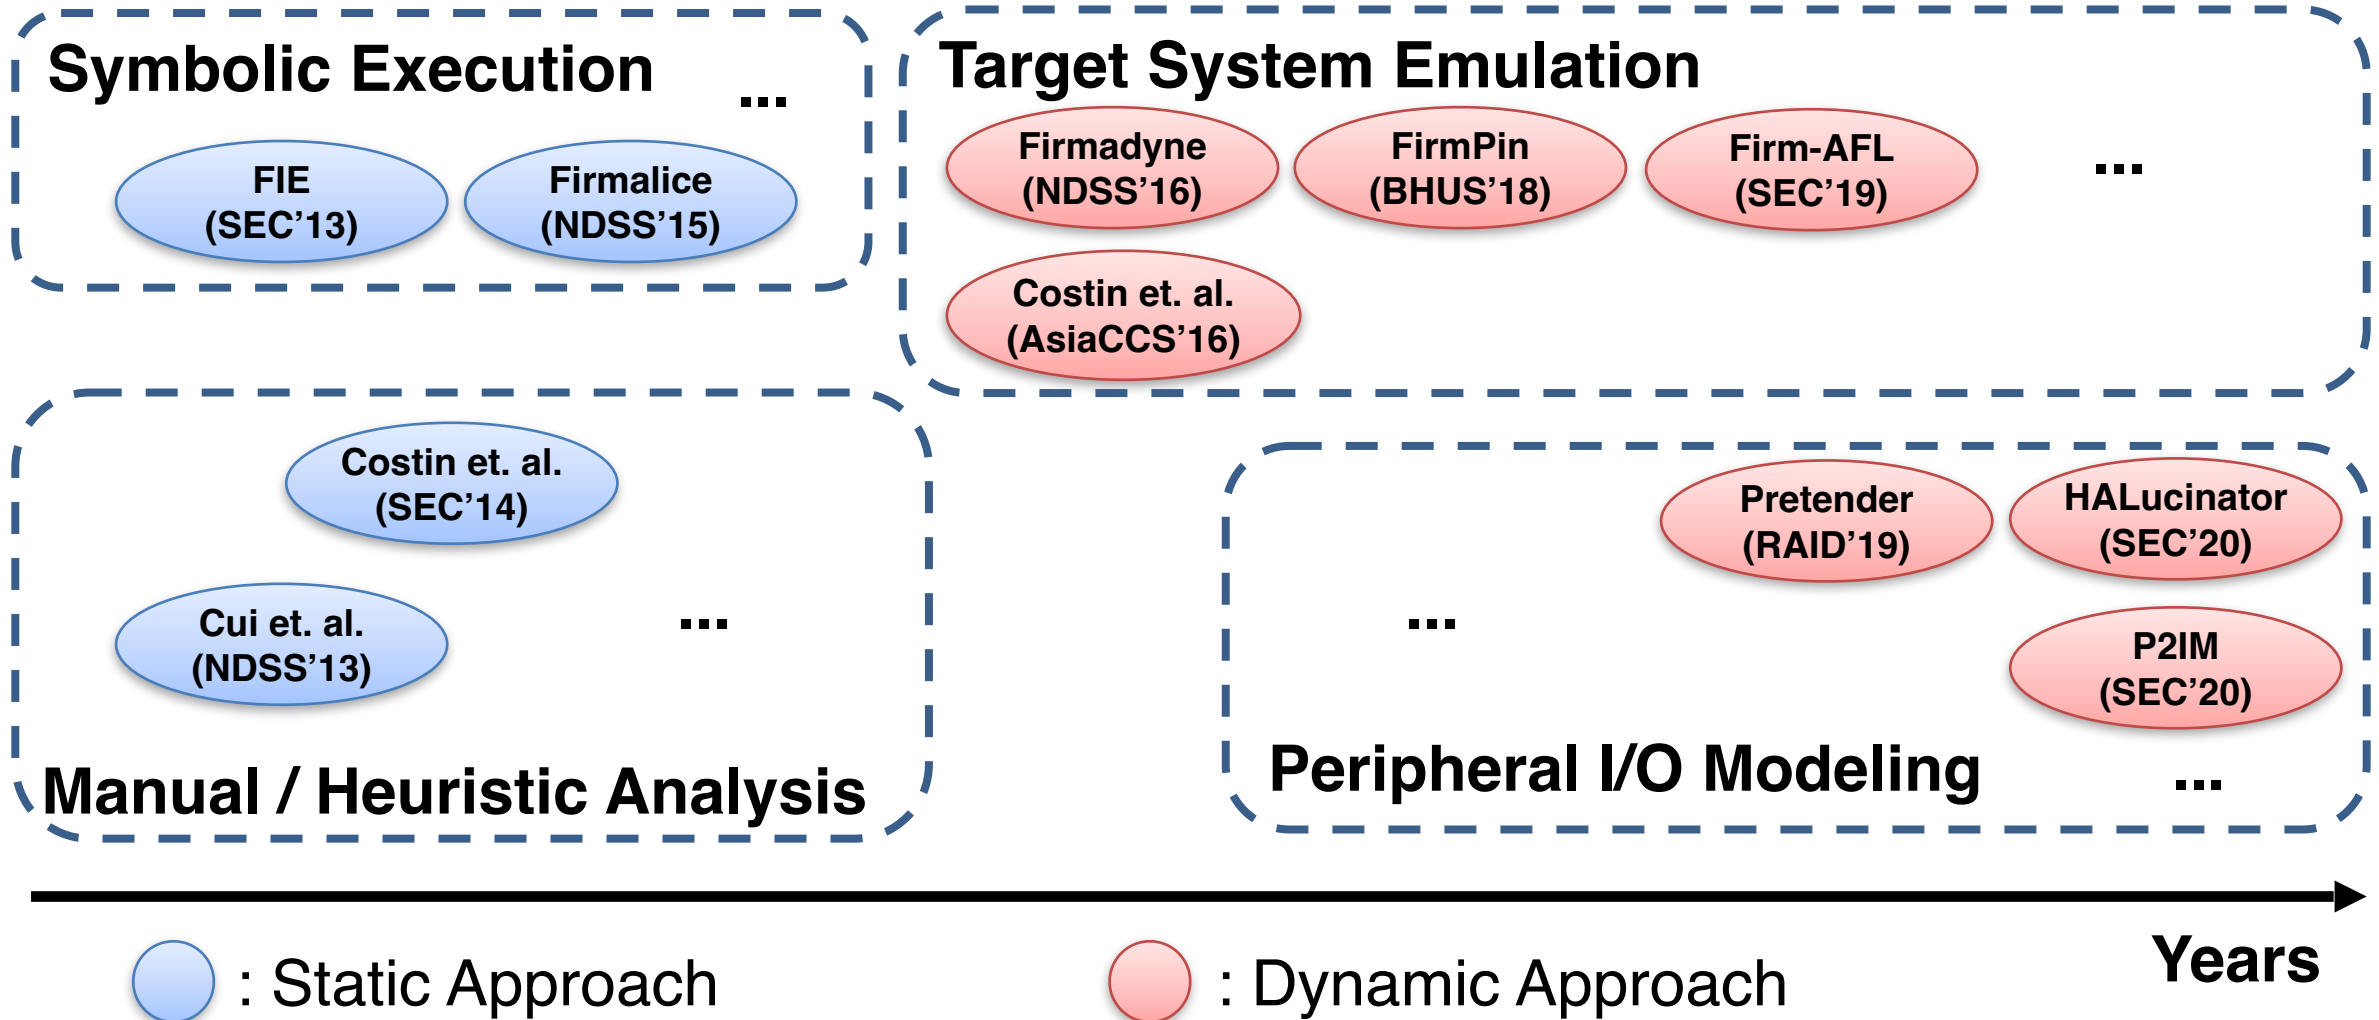 Symbolic Execution
...
FIE
(SEC’13)
Firmalice
(NDSS’15)
Target System Emulation
Firmadyne
(NDSS’16)
FirmPin
(BHUS’18)
Firm-AFL
(SEC’19)
...
Costin et. al.
(AsiaCCS’16)
Costin et. al.
(SEC’14)
Cui et. al.
(NDSS’13)
...
Manual / Heuristic Analysis
Pretender
(RAID’19)
HALucinator
(SEC’20)
...
P2IM
(SEC’20)
Peripheral I/O Modeling
...
Years
: Static Approach
: Dynamic Approach